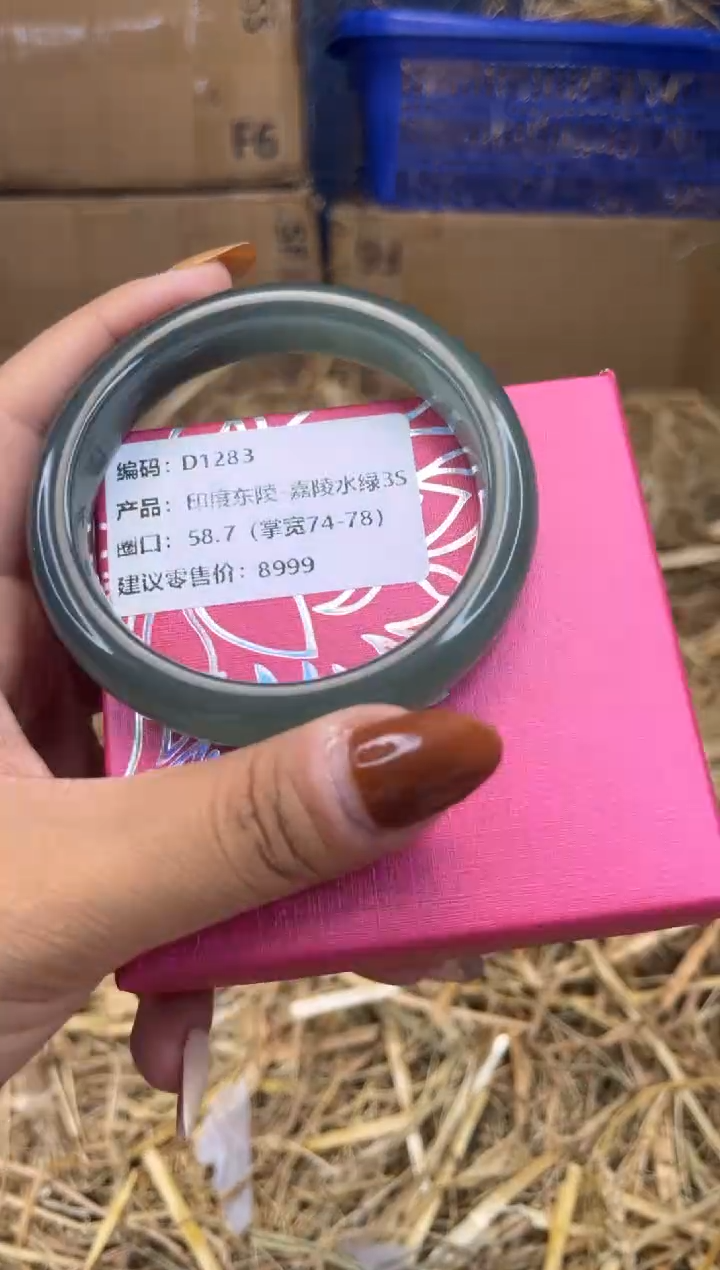 F6
编码：D1283
产品：印度东陵 嘉陵水绿3S
圈口：58.7（掌宽74-78）
建议零售价：8999